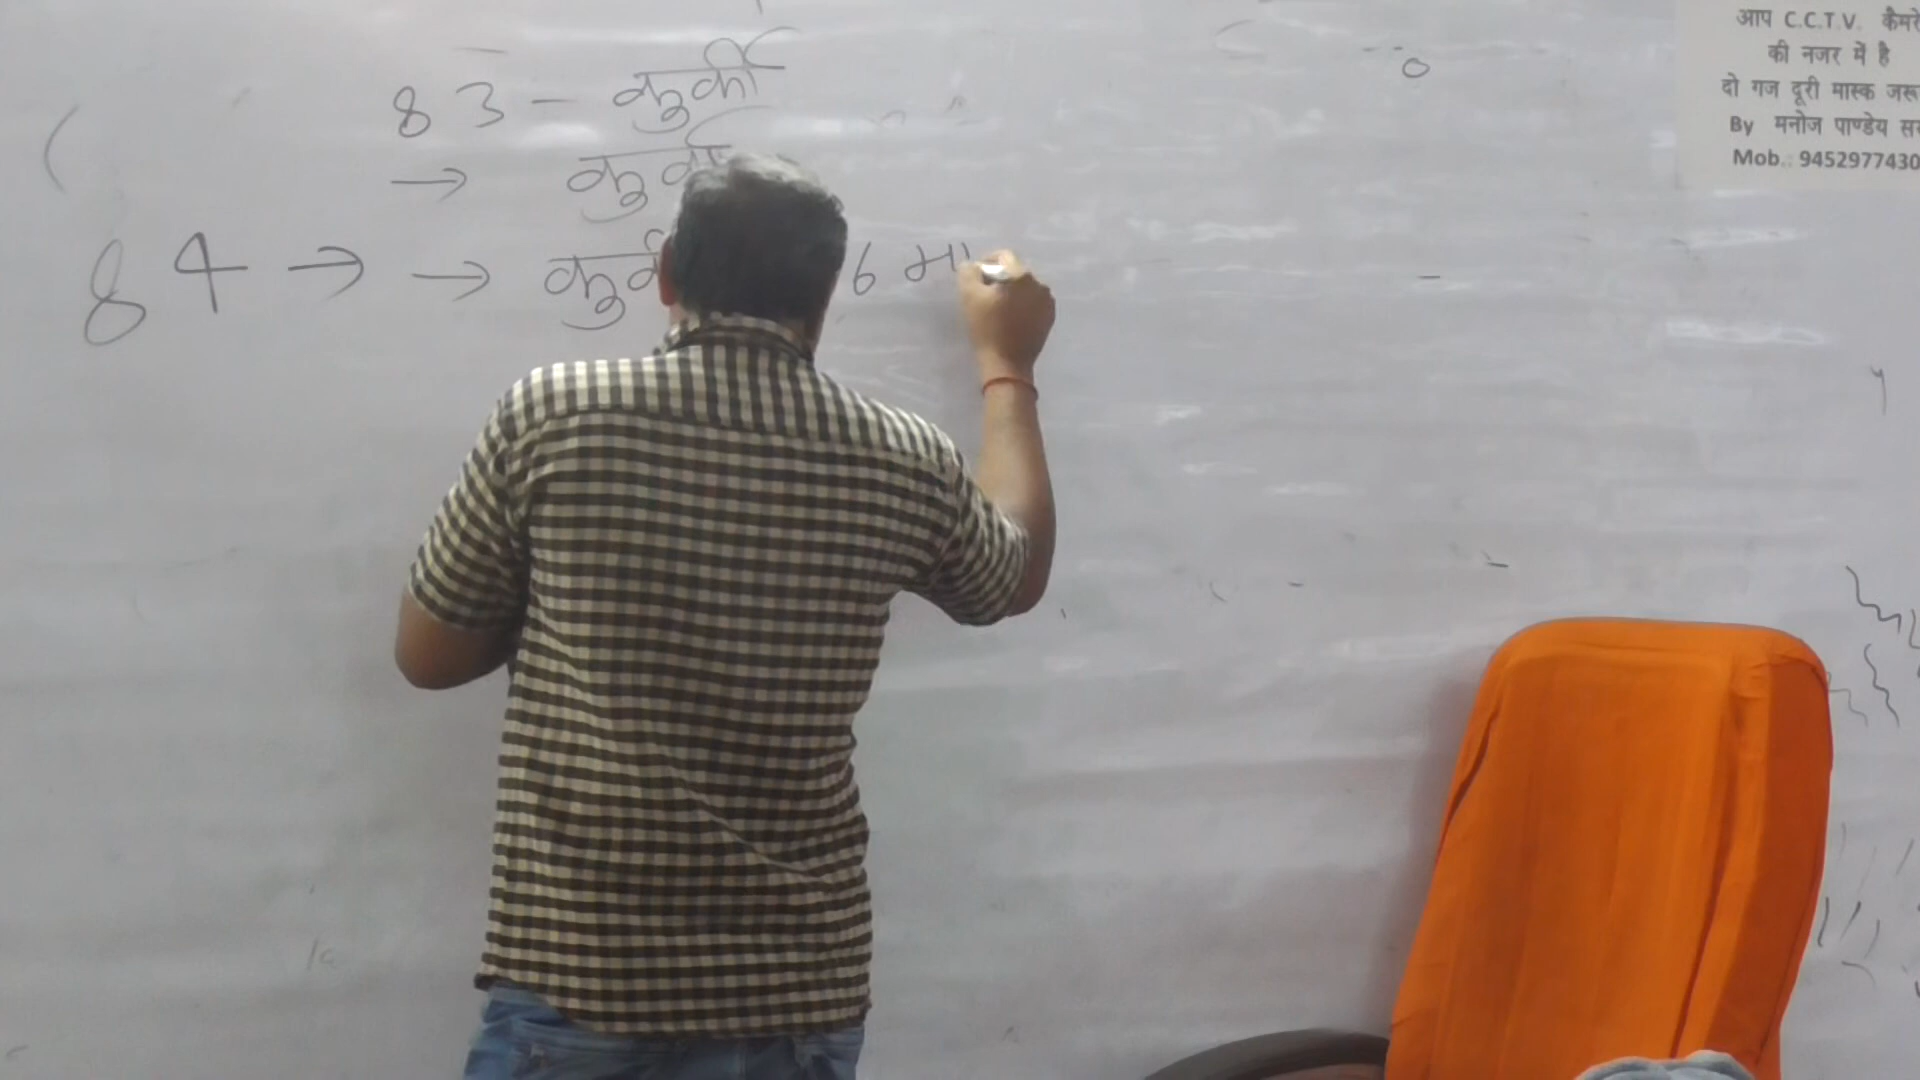 83 - कुर्की
→ कुर्की
84 → → कुर्की 6 मा
आप C.C.T.V. कैमरे
की नजर में है
दो गज दूरी मास्क जरू
By मनोज पाण्डेय स
Mob.: 9452977430